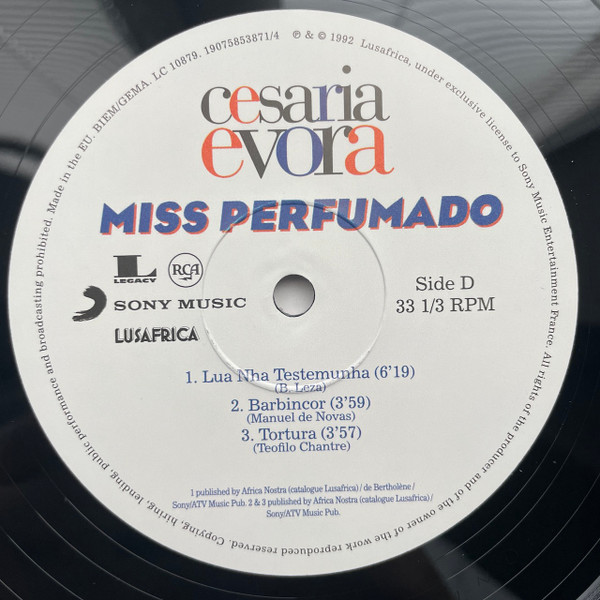 ℗ & © 1992 Lusafrica, under exclusive license to Sony Music Entertainment France. All rights of the producer and of the owner of the work reproduced reserved. Copying, hiring, lending, public performance and broadcasting prohibited. Made in the EU. BIEM/GEMA. LC 10879. 19075853871/4
cesaria
evora
MISS PERFUMADO
L
LEGACY
RCA
SONY MUSIC
LUSAFRICA
Side D
33 1/3 RPM
1. Lua Nha Testemunha (6'19)
(B. Leza)
2. Barbincor (3'59)
(Manuel de Novas)
3. Tortura (3'57)
(Teofilo Chantre)
1 published by Africa Nostra (catalogue Lusafrica) / de Bertholène /
Sony/ATV Music Pub. 2 & 3 published by Africa Nostra (catalogue Lusafrica) /
Sony/ATV Music Pub.